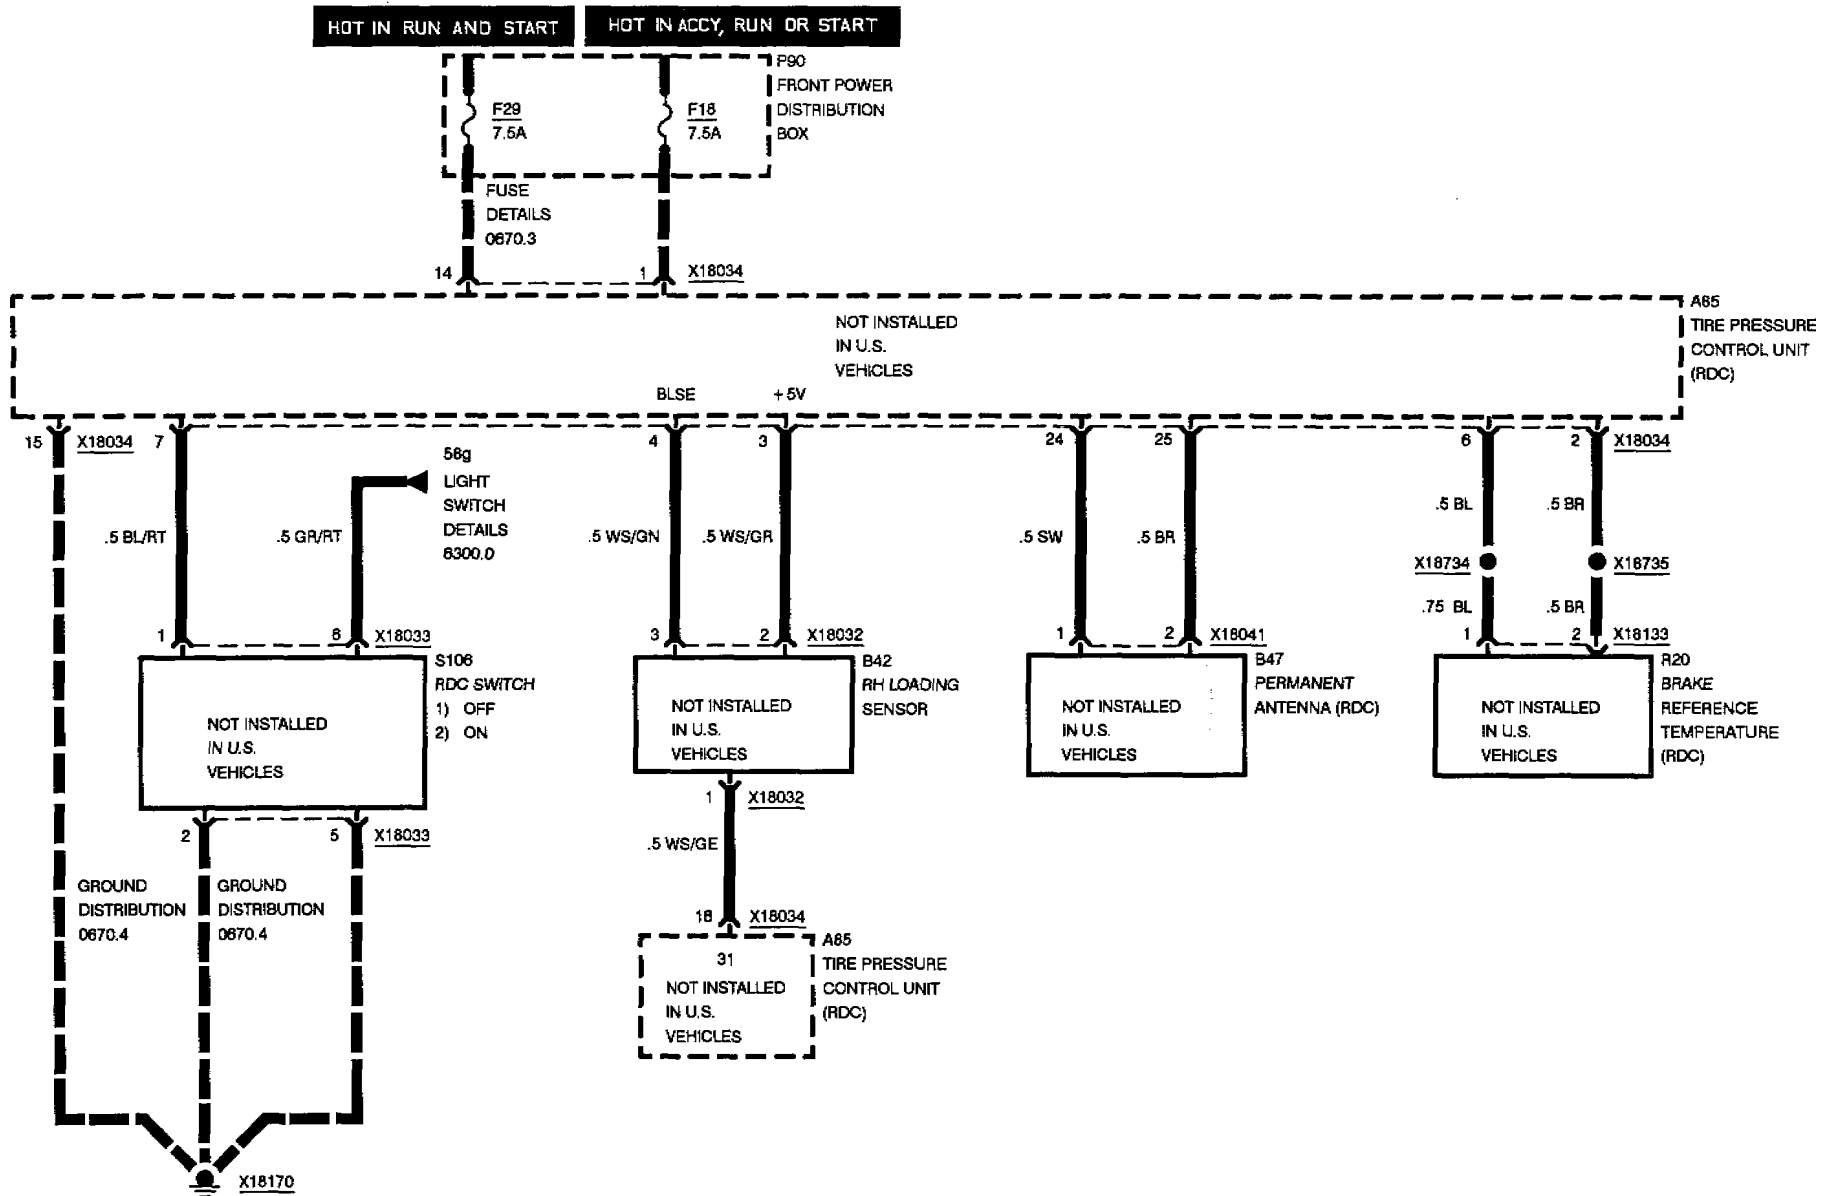 HOT IN RUN AND START
HOT IN ACCY, RUN OR START
P90
FRONT POWER
DISTRIBUTION
BOX
F29
7.5A
F18
7.5A
FUSE
DETAILS
0670.3
14
1
X18034
NOT INSTALLED
IN U.S.
VEHICLES
A65
TIRE PRESSURE
CONTROL UNIT
(RDC)
BLSE
+5V
15
X18034
7
4
3
24
25
6
2
X18034
58g
LIGHT
SWITCH
DETAILS
6300.0
.5 BL/RT
.5 GR/RT
.5 WS/GN
.5 WS/GR
.5 SW
.5 BR
.5 BL
.5 BR
X18734
X18735
.75 BL
.5 BR
1
6
X18033
3
2
X18032
1
2
X18041
1
2
X18133
S106
RDC SWITCH
1) OFF
2) ON
NOT INSTALLED
IN U.S.
VEHICLES
B42
RH LOADING
SENSOR
NOT INSTALLED
IN U.S.
VEHICLES
B47
PERMANENT
ANTENNA (RDC)
NOT INSTALLED
IN U.S.
VEHICLES
R20
BRAKE
REFERENCE
TEMPERATURE
(RDC)
NOT INSTALLED
IN U.S.
VEHICLES
2
5
X18033
1
X18032
.5 WS/GE
GROUND
DISTRIBUTION
0670.4
GROUND
DISTRIBUTION
0670.4
18
X18034
A65
TIRE PRESSURE
CONTROL UNIT
(RDC)
31
NOT INSTALLED
IN U.S.
VEHICLES
X18170